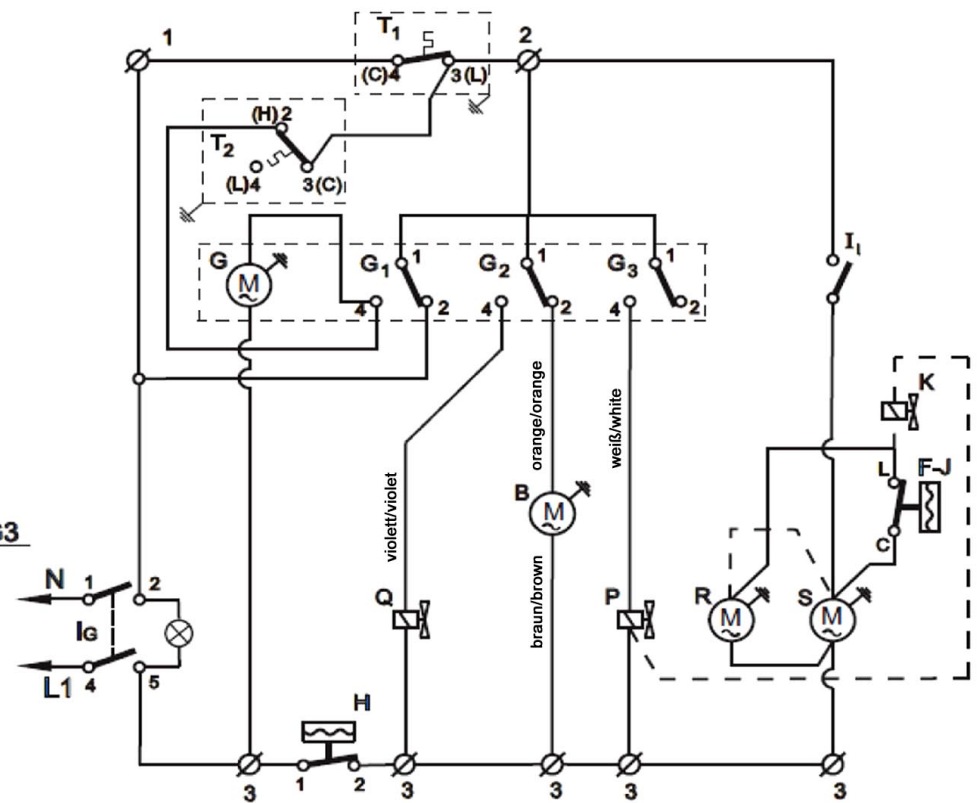 1
T1
2
(C)4
3(L)
(H)2
T2
(L)4
3(C)
G
M
G1
1
4
2
G2
1
4
2
G3
1
4
2
I1
K
F-J
L
C
orange/orange
weiß/white
violett/violet
B
M
braun/brown
Q
P
R
M
S
M
N
1
2
IG
L1
4
5
H
1
2
3
3
3
3
3